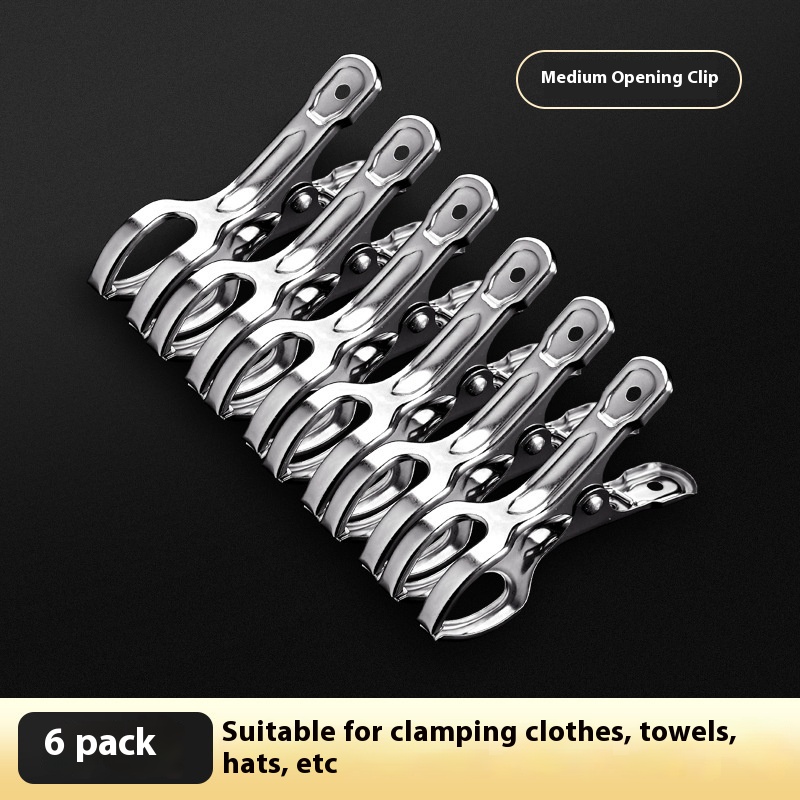 Medium Opening Clip
6 pack
Suitable for clamping clothes, towels,
hats, etc